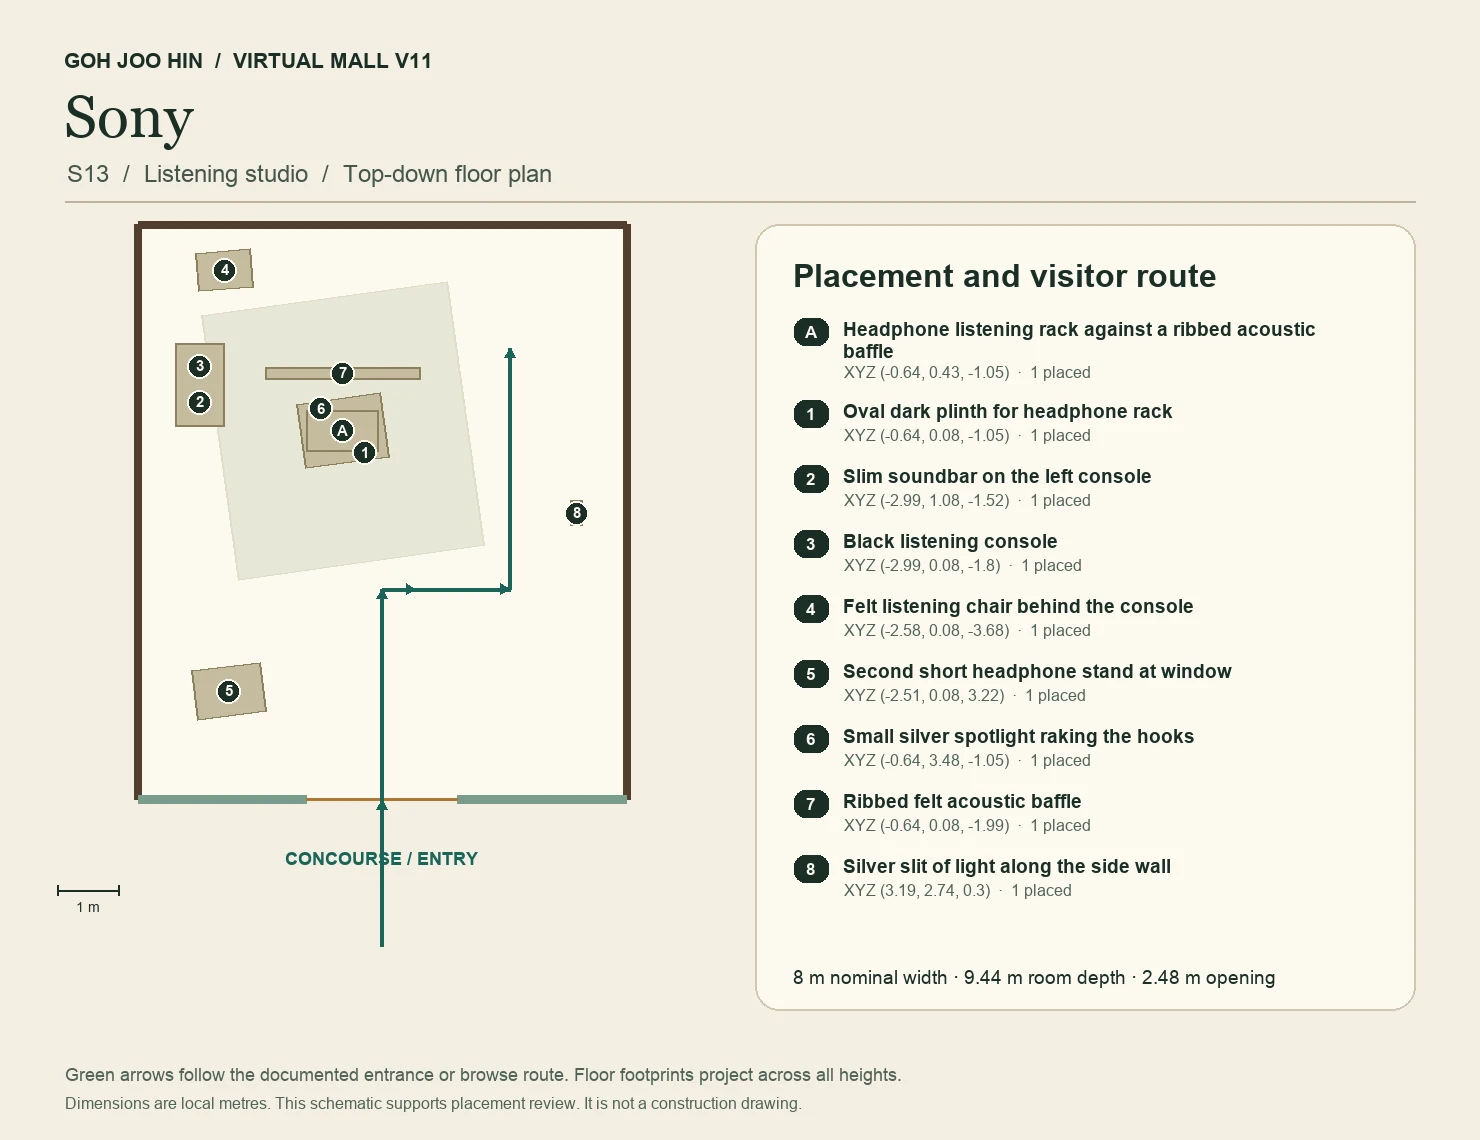 GOH JOO HIN / VIRTUAL MALL V11
Sony
S13 / Listening studio / Top-down floor plan
4
3
2
7
6
A
1
8
5
CONCOURSE / ENTRY
1 m
Placement and visitor route
A
Headphone listening rack against a ribbed acoustic
baffle
XYZ (-0.64, 0.43, -1.05) · 1 placed
1
Oval dark plinth for headphone rack
XYZ (-0.64, 0.08, -1.05) · 1 placed
2
Slim soundbar on the left console
XYZ (-2.99, 1.08, -1.52) · 1 placed
3
Black listening console
XYZ (-2.99, 0.08, -1.8) · 1 placed
4
Felt listening chair behind the console
XYZ (-2.58, 0.08, -3.68) · 1 placed
5
Second short headphone stand at window
XYZ (-2.51, 0.08, 3.22) · 1 placed
6
Small silver spotlight raking the hooks
XYZ (-0.64, 3.48, -1.05) · 1 placed
7
Ribbed felt acoustic baffle
XYZ (-0.64, 0.08, -1.99) · 1 placed
8
Silver slit of light along the side wall
XYZ (3.19, 2.74, 0.3) · 1 placed
8 m nominal width · 9.44 m room depth · 2.48 m opening
Green arrows follow the documented entrance or browse route. Floor footprints project across all heights.
Dimensions are local metres. This schematic supports placement review. It is not a construction drawing.